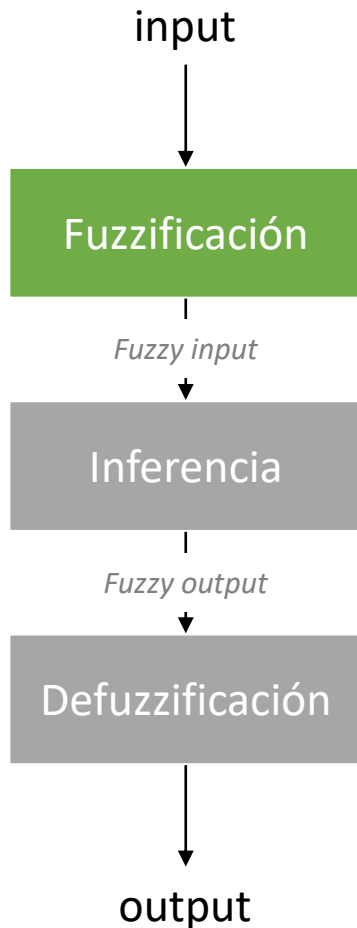 input
Fuzzificación
Fuzzy input
Inferencia
Fuzzy output
Defuzzificación
output